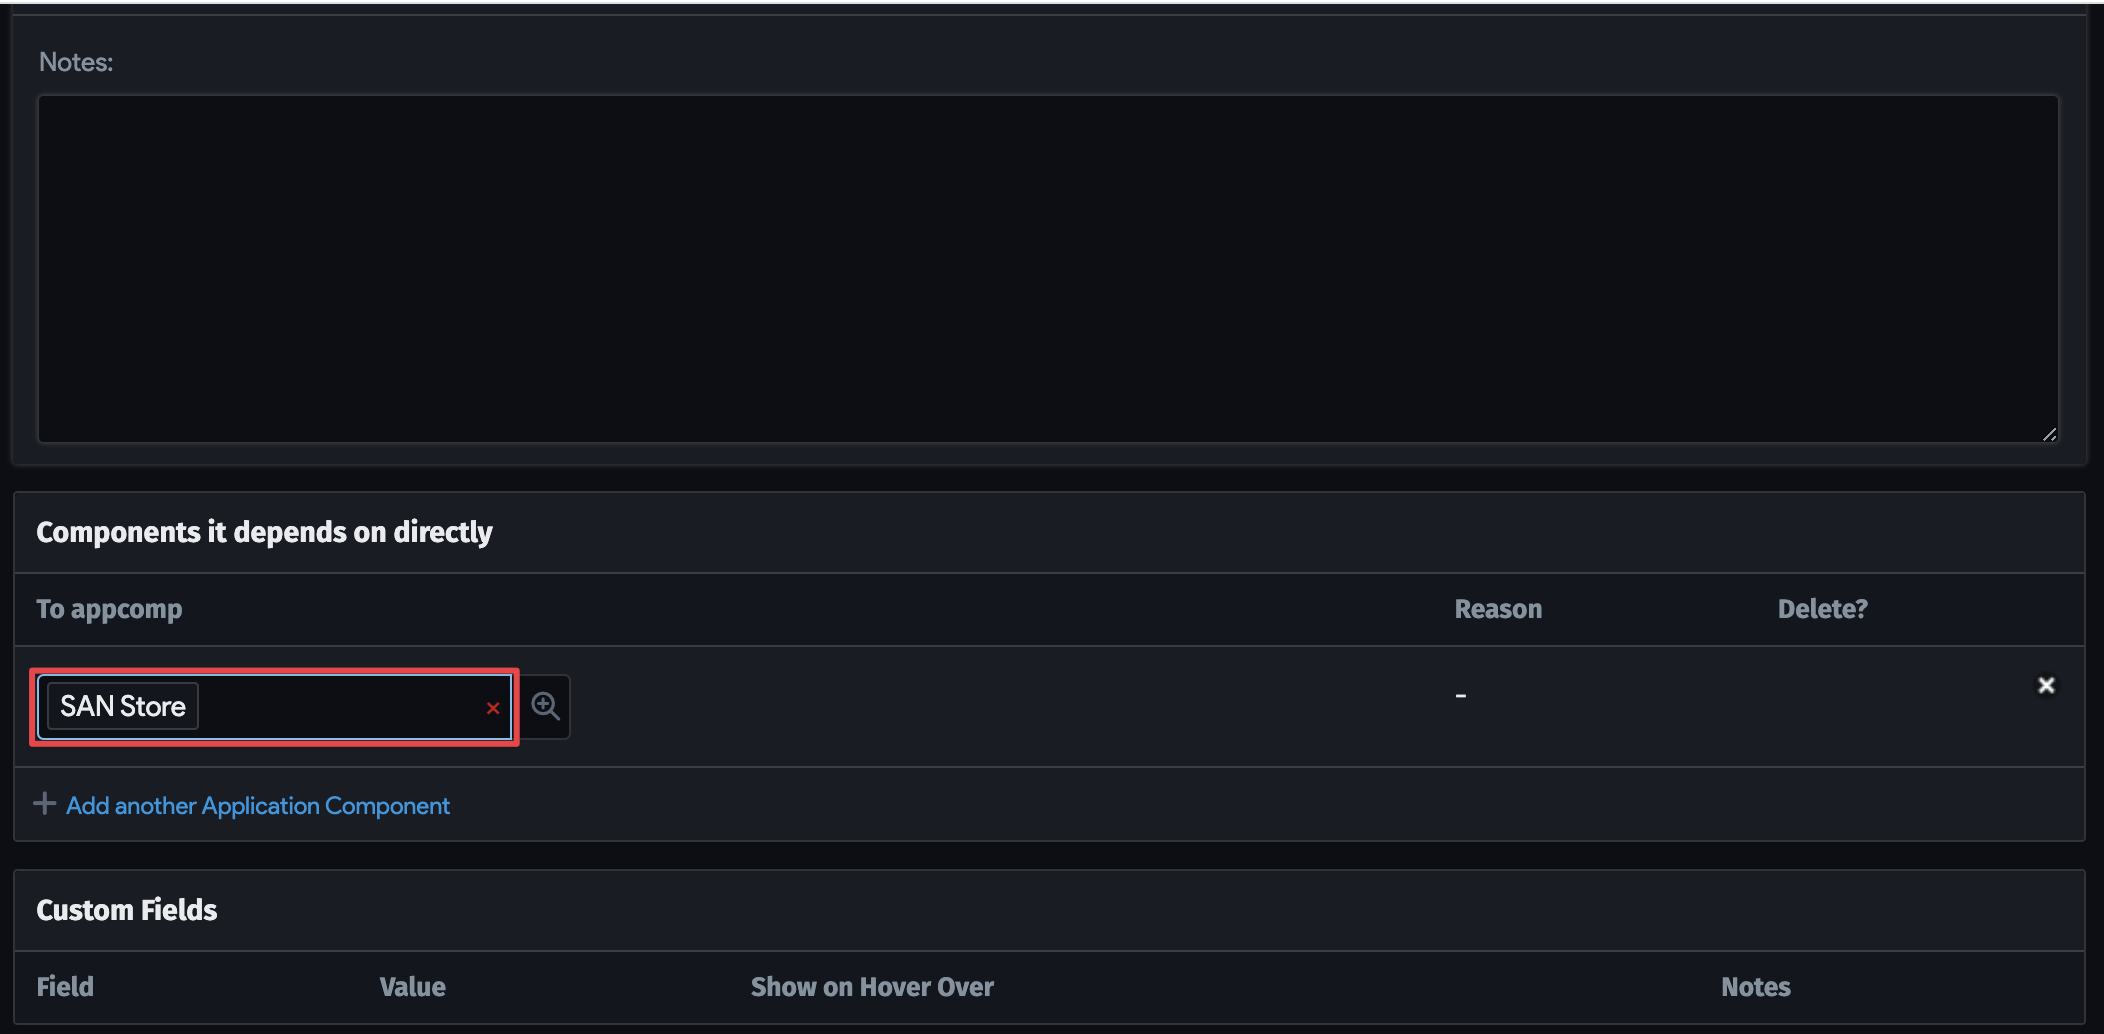 Notes:
Components it depends on directly
To appcomp Reason Delete?
SAN Store × -
Add another Application Component
Custom Fields
Field Value Show on Hover Over Notes